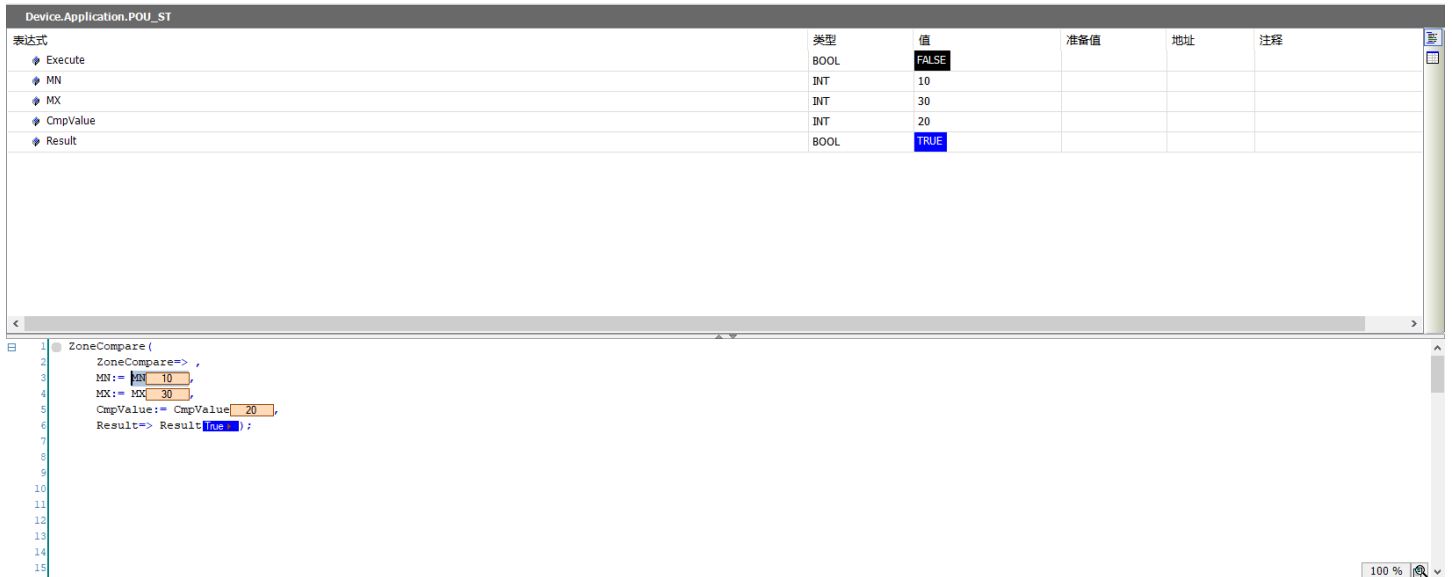 Device.Application.POU_ST
表达式 类型 值 准备值 地址 注释
Execute BOOL FALSE
MN INT 10
MX INT 30
CmpValue INT 20
Result BOOL TRUE
1 ZoneCompare(
2 ZoneCompare=> ,
3 MN:= MN 10 ,
4 MX:= MX 30 ,
5 CmpValue:= CmpValue 20 ,
6 Result=> Result True );
7
8
9
10
11
12
13
14
15
100 %